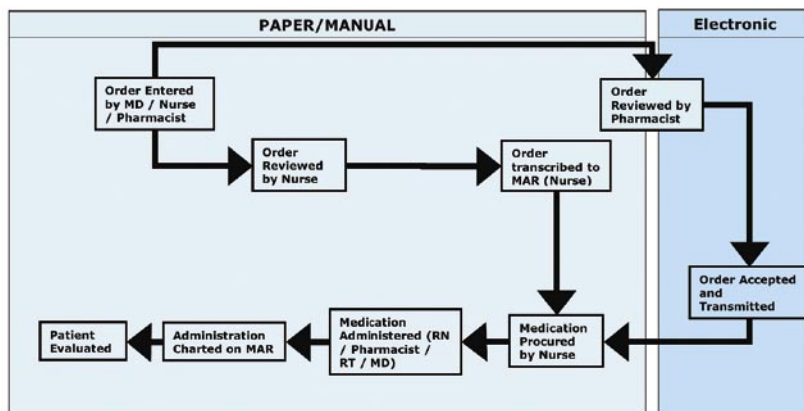 PAPER/MANUAL
Electronic
Order Entered
by MD / Nurse
/ Pharmacist
Order
Reviewed by
Pharmacist
Order
Reviewed
by Nurse
Order
transcribed to
MAR (Nurse)
Order Accepted
and
Transmitted
Patient
Evaluated
Administration
Charted on MAR
Medication
Administered (RN
/ Pharmacist /
RT / MD)
Medication
Procured
by Nurse